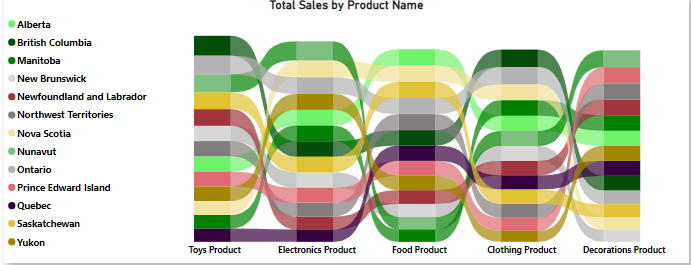 Total Sales by Product Name
Alberta
British Columbia
Manitoba
New Brunswick
Newfoundland and Labrador
Northwest Territories
Nova Scotia
Nunavut
Ontario
Prince Edward Island
Quebec
Saskatchewan
Yukon
Toys Product
Electronics Product
Food Product
Clothing Product
Decorations Product